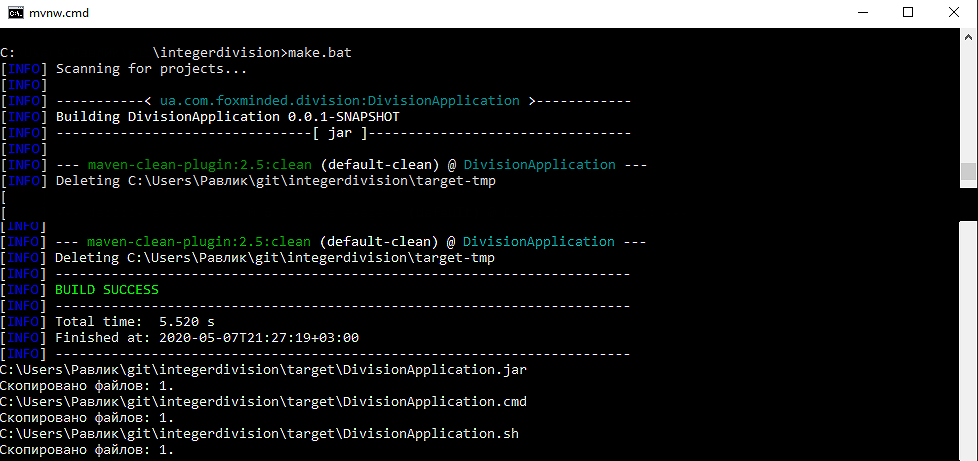 mvnw.cmd
C:                \integerdivision>make.bat
[INFO] Scanning for projects...
[INFO]
[INFO] -----------< ua.com.foxminded.division:DivisionApplication >------------
[INFO] Building DivisionApplication 0.0.1-SNAPSHOT
[INFO] --------------------------------[ jar ]---------------------------------
[INFO]
[INFO] --- maven-clean-plugin:2.5:clean (default-clean) @ DivisionApplication ---
[INFO] Deleting C:\Users\Равлик\git\integerdivision\target-tmp
[
[
[INFO]
[INFO] --- maven-clean-plugin:2.5:clean (default-clean) @ DivisionApplication ---
[INFO] Deleting C:\Users\Равлик\git\integerdivision\target-tmp
[INFO] ------------------------------------------------------------------------
[INFO] BUILD SUCCESS
[INFO] ------------------------------------------------------------------------
[INFO] Total time:  5.520 s
[INFO] Finished at: 2020-05-07T21:27:19+03:00
[INFO] ------------------------------------------------------------------------
C:\Users\Равлик\git\integerdivision\target\DivisionApplication.jar
Скопировано файлов: 1.
C:\Users\Равлик\git\integerdivision\target\DivisionApplication.cmd
Скопировано файлов: 1.
C:\Users\Равлик\git\integerdivision\target\DivisionApplication.sh
Скопировано файлов: 1.